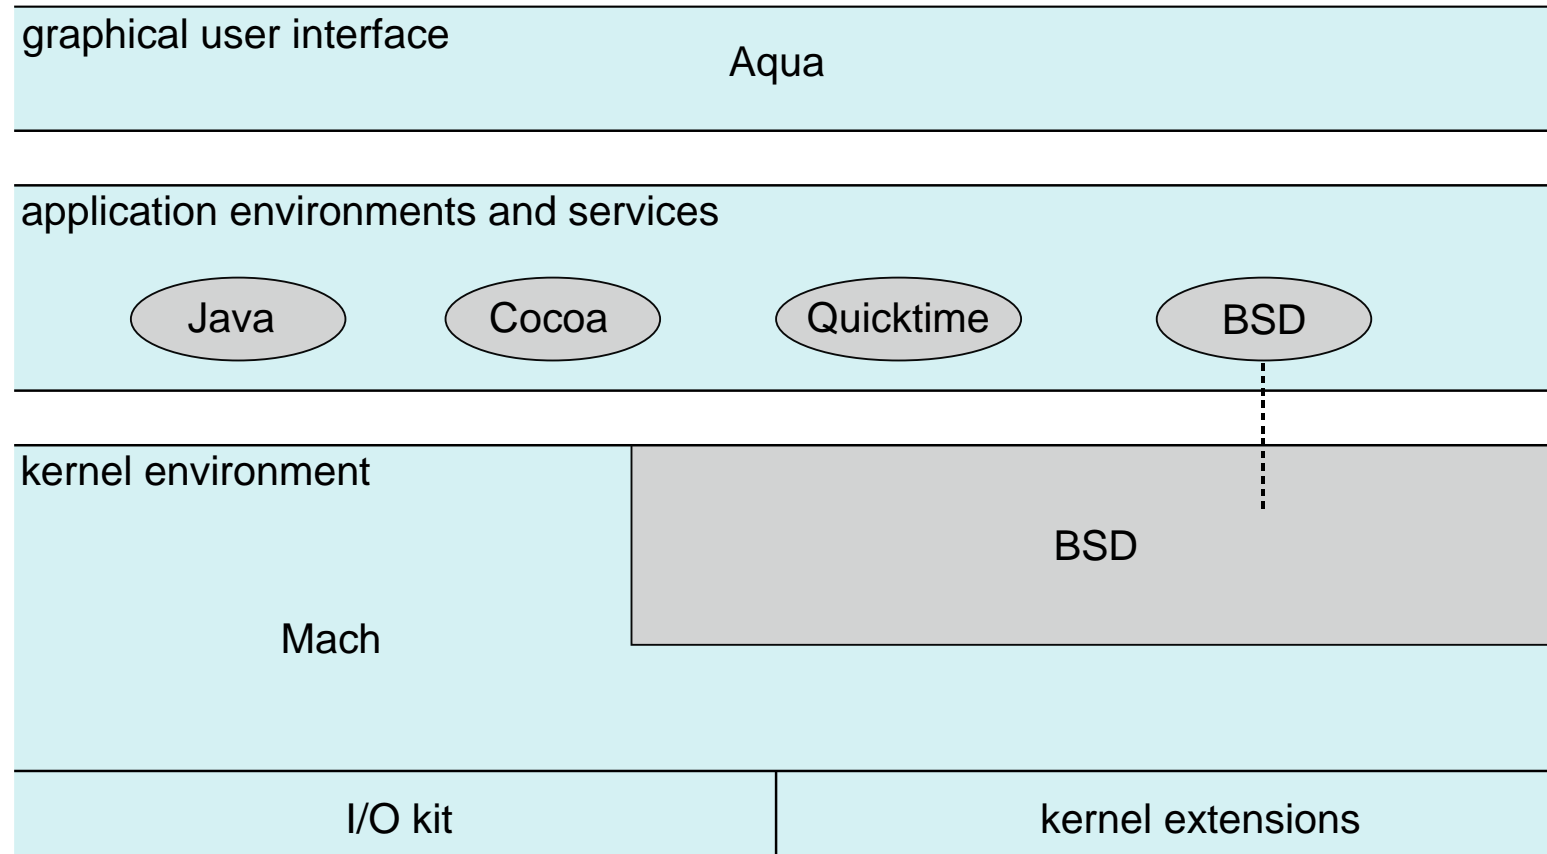 graphical user interface
Aqua
application environments and services
Java
Cocoa
Quicktime
BSD
kernel environment
BSD
Mach
I/O kit
kernel extensions